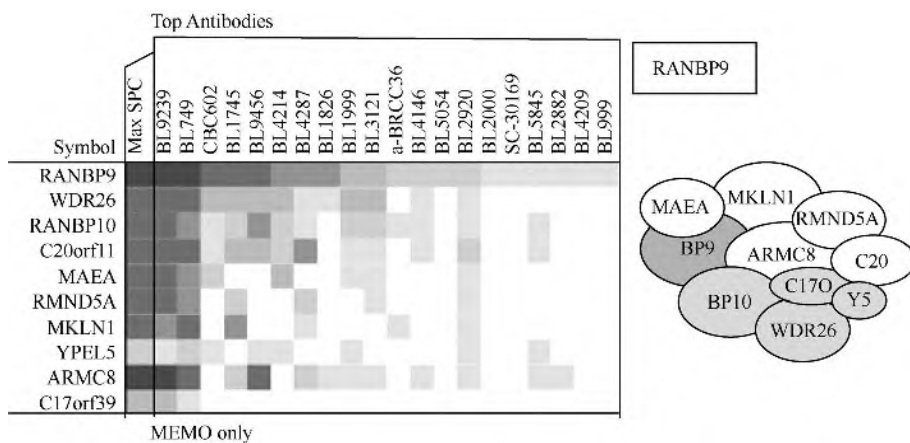 Top Antibodies
Symbol
Max SPC
BL9239
BL749
CBC602
BL1745
BL9456
BL4214
BL4287
BL1826
BL1999
BL3121
a-BRCC36
BL4146
BL5054
BL2920
BL2000
SC-30169
BL5845
BL2882
BL4209
BL999
RANBP9
WDR26
RANBP10
C20orf11
MAEA
RMND5A
MKLN1
YPEL5
ARMC8
C17orf39
MEMO only
RANBP9
MAEA
MKLN1
RMND5A
BP9
ARMC8
C20
C17O
Y5
BP10
WDR26